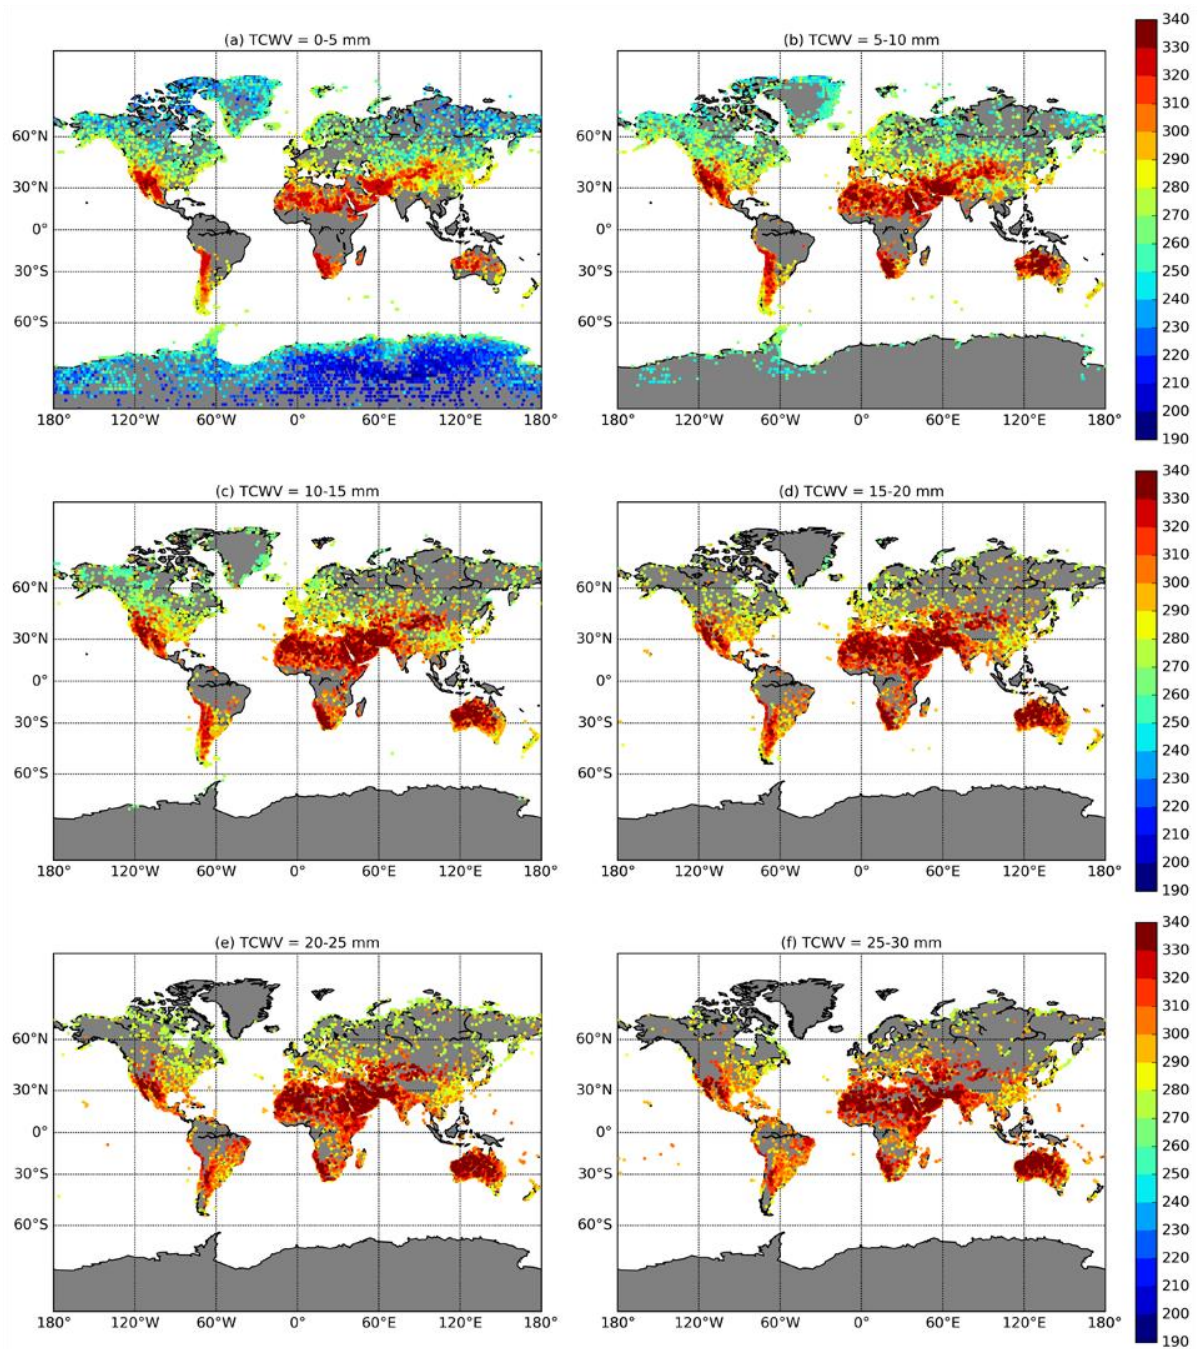 (a) TCWV = 0-5 mm
(b) TCWV = 5-10 mm
60°N
30°N
0°
30°S
60°S
180°
120°W
60°W
0°
60°E
120°E
180°
60°N
30°N
0°
30°S
60°S
180°
120°W
60°W
0°
60°E
120°E
180°
340
330
320
310
300
290
280
270
260
250
240
230
220
210
200
190
(c) TCWV = 10-15 mm
(d) TCWV = 15-20 mm
60°N
30°N
0°
30°S
60°S
180°
120°W
60°W
0°
60°E
120°E
180°
60°N
30°N
0°
30°S
60°S
180°
120°W
60°W
0°
60°E
120°E
180°
340
330
320
310
300
290
280
270
260
250
240
230
220
210
200
190
(e) TCWV = 20-25 mm
(f) TCWV = 25-30 mm
60°N
30°N
0°
30°S
60°S
180°
120°W
60°W
0°
60°E
120°E
180°
60°N
30°N
0°
30°S
60°S
180°
120°W
60°W
0°
60°E
120°E
180°
340
330
320
310
300
290
280
270
260
250
240
230
220
210
200
190